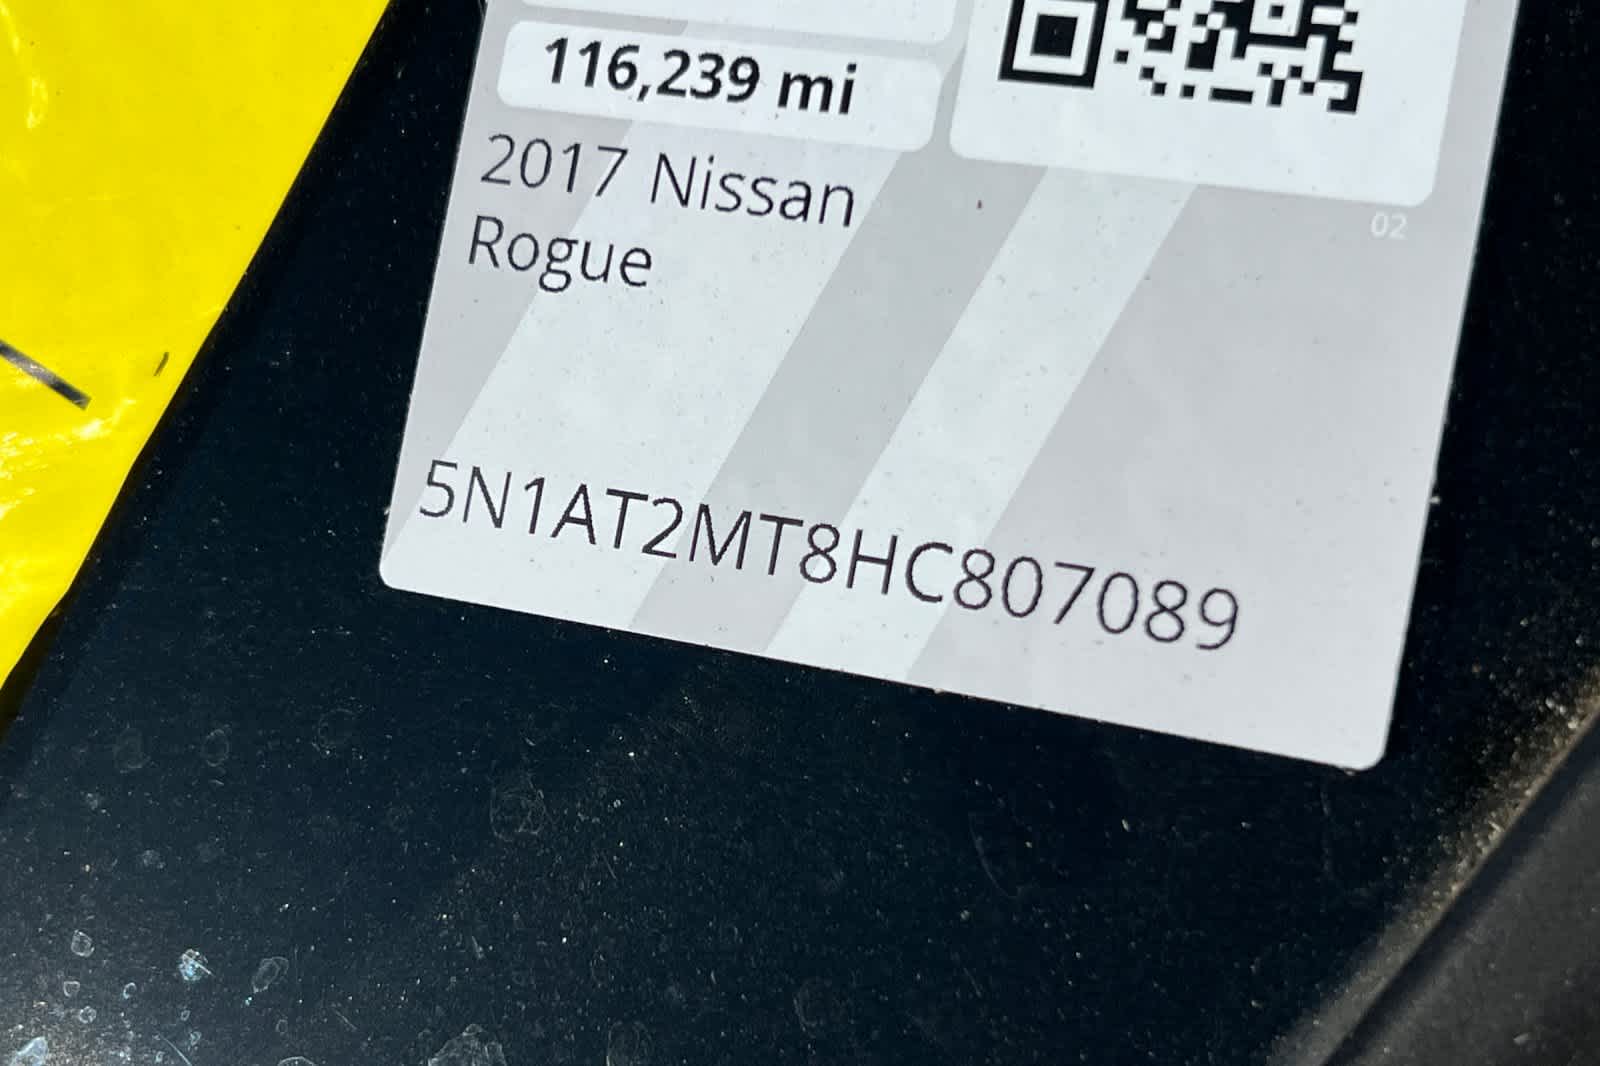 116,239 mi
2017 Nissan
Rogue
02
5N1AT2MT8HC807089